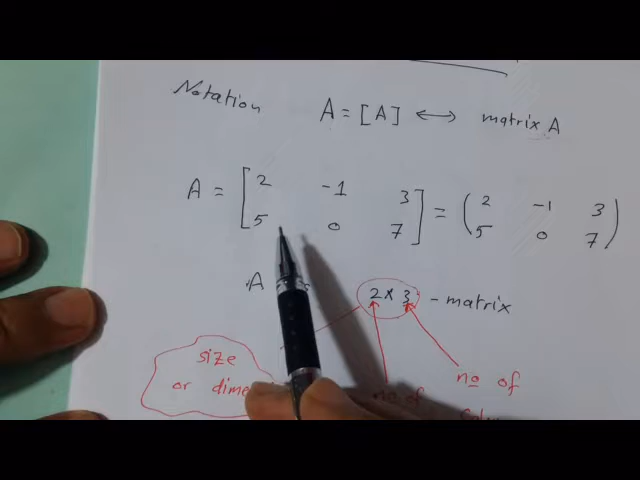 Notation
A = [A] ↔ matrix A
A = [2 -1 3] = (2 -1 3)
[5 0 7] (5 0 7)
A 2 × 3 - matrix
size
or
no of
no of